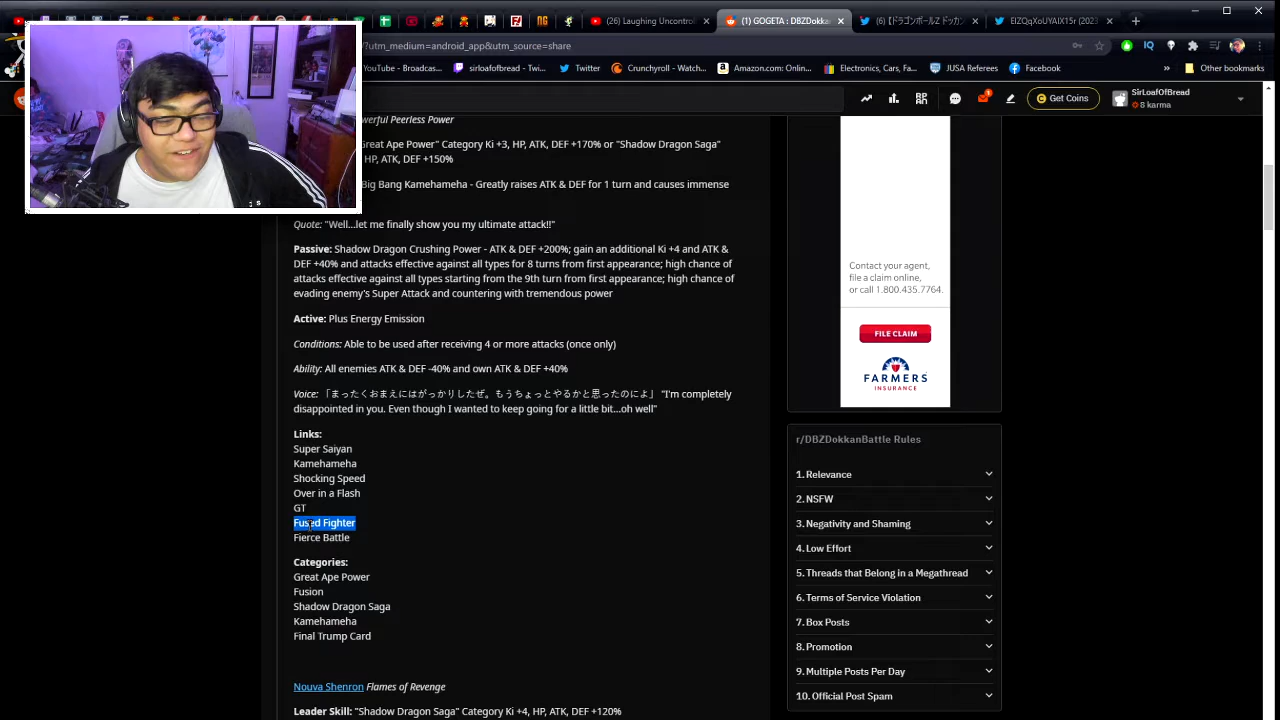 (26) Laughing Uncontrol
(1) GOGETA : DBZDokkan
(6)【ドラゴンボールZ ドッカン
EIZQqXoUYAIX15r (2023
/?utm_medium=android_app&utm_source=share
YouTube - Broadcas...
sirloafofbread - Twi...
Twitter
Crunchyroll - Watch...
Amazon.com: Onlin...
Electronics, Cars, Fa...
JUSA Referees
Facebook
Other bookmarks
Get Coins
SirLoafOfBread
8 karma
werful Peerless Power
Great Ape Power" Category Ki +3, HP, ATK, DEF +170% or "Shadow Dragon Saga"
HP, ATK, DEF +150%
Big Bang Kamehameha - Greatly raises ATK & DEF for 1 turn and causes immense
Quote: "Well...let me finally show you my ultimate attack!!"
Passive: Shadow Dragon Crushing Power - ATK & DEF +200%; gain an additional Ki +4 and ATK &
DEF +40% and attacks effective against all types for 8 turns from first appearance; high chance of
attacks effective against all types starting from the 9th turn from first appearance; high chance of
evading enemy's Super Attack and countering with tremendous power
Active: Plus Energy Emission
Conditions: Able to be used after receiving 4 or more attacks (once only)
Ability: All enemies ATK & DEF -40% and own ATK & DEF +40%
Voice: 「まったくおまえにはがっかりしたぜ。もうちょっとやるかと思ったのによ」 "I'm completely
disappointed in you. Even though I wanted to keep going for a little bit...oh well"
Links:
Super Saiyan
Kamehameha
Shocking Speed
Over in a Flash
GT
Fused Fighter
Fierce Battle
Categories:
Great Ape Power
Fusion
Shadow Dragon Saga
Kamehameha
Final Trump Card
Nouva Shenron Flames of Revenge
Leader Skill: "Shadow Dragon Saga" Category Ki +4, HP, ATK, DEF +120%
Contact your agent,
file a claim online,
or call 1.800.435.7764.
FILE CLAIM
FARMERS
INSURANCE
r/DBZDokkanBattle Rules
1. Relevance
2. NSFW
3. Negativity and Shaming
4. Low Effort
5. Threads that Belong in a Megathread
6. Terms of Service Violation
7. Box Posts
8. Promotion
9. Multiple Posts Per Day
10. Official Post Spam